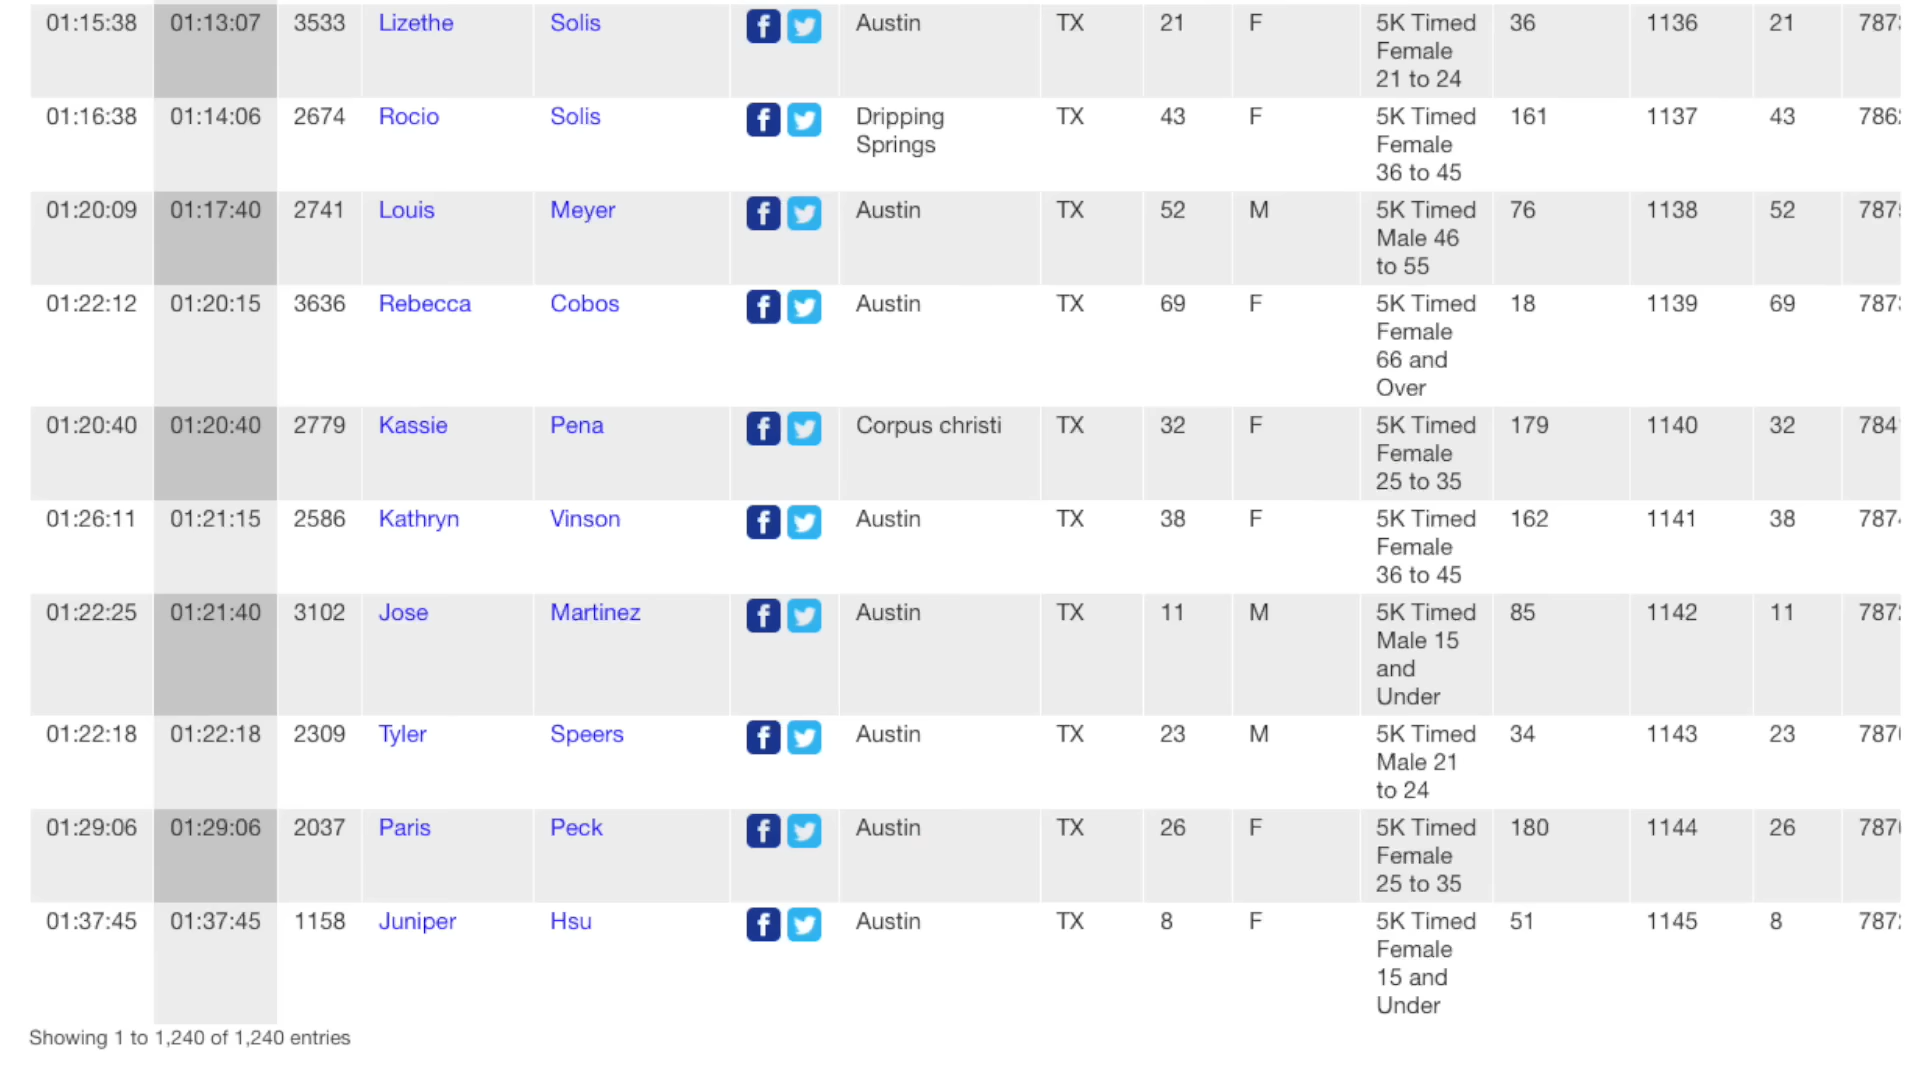 01:15:38 01:13:07 3533 Lizethe Solis Austin TX 21 F 5K Timed Female 21 to 24 36 1136 21
01:16:38 01:14:06 2674 Rocio Solis Dripping Springs TX 43 F 5K Timed Female 36 to 45 161 1137 43
01:20:09 01:17:40 2741 Louis Meyer Austin TX 52 M 5K Timed Male 46 to 55 76 1138 52
01:22:12 01:20:15 3636 Rebecca Cobos Austin TX 69 F 5K Timed Female 66 and Over 18 1139 69
01:20:40 01:20:40 2779 Kassie Pena Corpus christi TX 32 F 5K Timed Female 25 to 35 179 1140 32
01:26:11 01:21:15 2586 Kathryn Vinson Austin TX 38 F 5K Timed Female 36 to 45 162 1141 38
01:22:25 01:21:40 3102 Jose Martinez Austin TX 11 M 5K Timed Male 15 and Under 85 1142 11
01:22:18 01:22:18 2309 Tyler Speers Austin TX 23 M 5K Timed Male 21 to 24 34 1143 23
01:29:06 01:29:06 2037 Paris Peck Austin TX 26 F 5K Timed Female 25 to 35 180 1144 26
01:37:45 01:37:45 1158 Juniper Hsu Austin TX 8 F 5K Timed Female 15 and Under 51 1145 8
Showing 1 to 1,240 of 1,240 entries